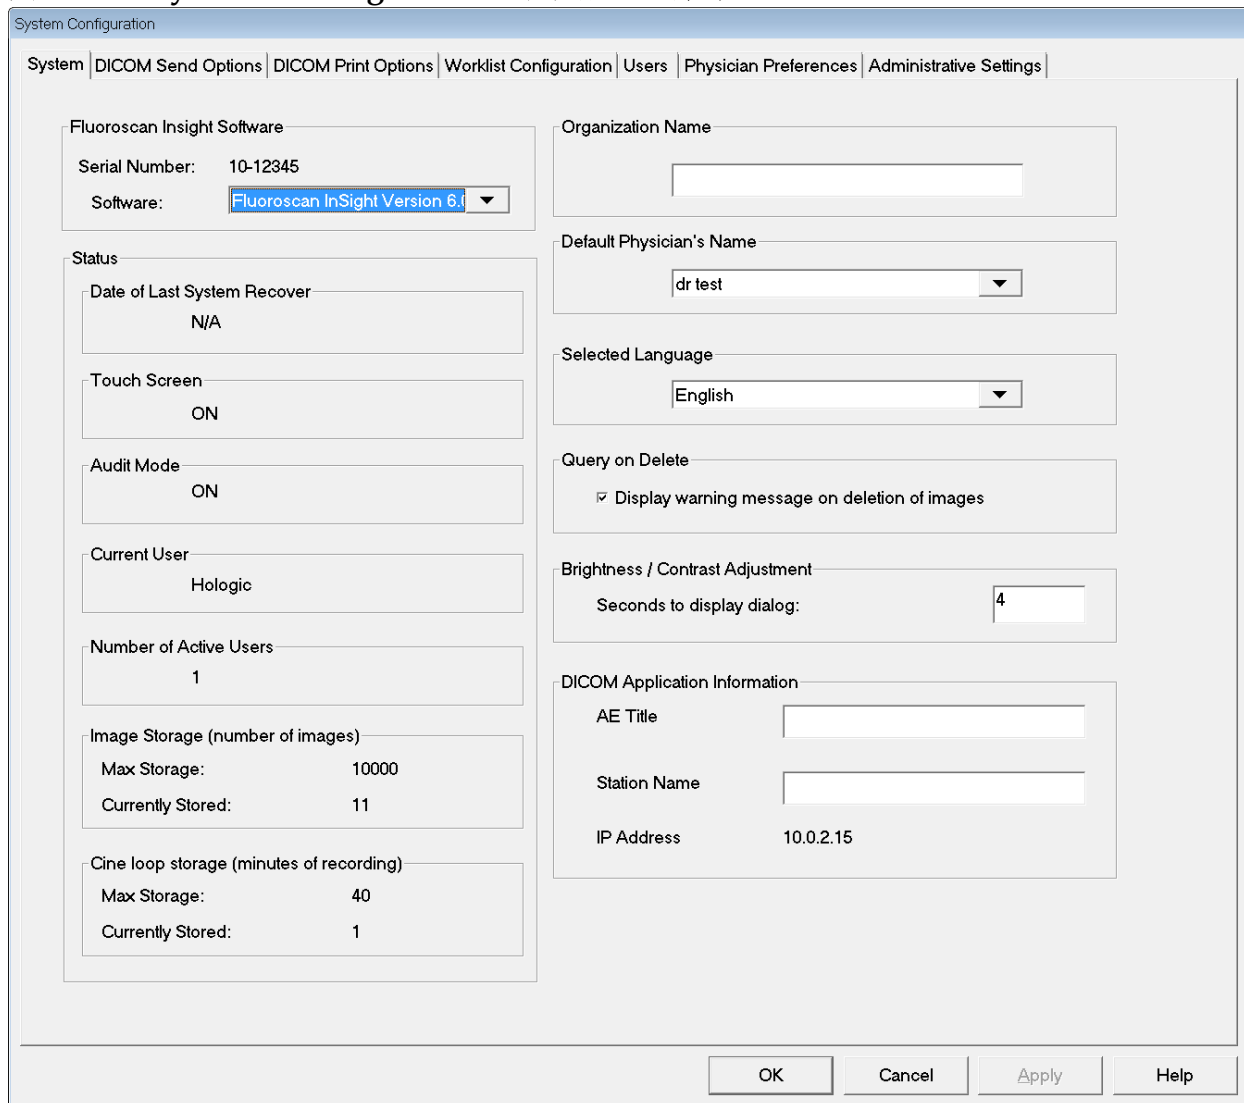 System Configuration
System DICOM Send Options DICOM Print Options Worklist Configuration Users Physician Preferences Administrative Settings
Fluoroscan Insight Software
Serial Number: 10-12345
Software: Fluoroscan InSight Version 6.
Status
Date of Last System Recover
N/A
Touch Screen
ON
Audit Mode
ON
Current User
Hologic
Number of Active Users
1
Image Storage (number of images)
Max Storage: 10000
Currently Stored: 11
Cine loop storage (minutes of recording)
Max Storage: 40
Currently Stored: 1
Organization Name
Default Physician's Name
dr test
Selected Language
English
Query on Delete
Display warning message on deletion of images
Brightness / Contrast Adjustment
Seconds to display dialog: 4
DICOM Application Information
AE Title
Station Name
IP Address 10.0.2.15
OK Cancel Apply Help